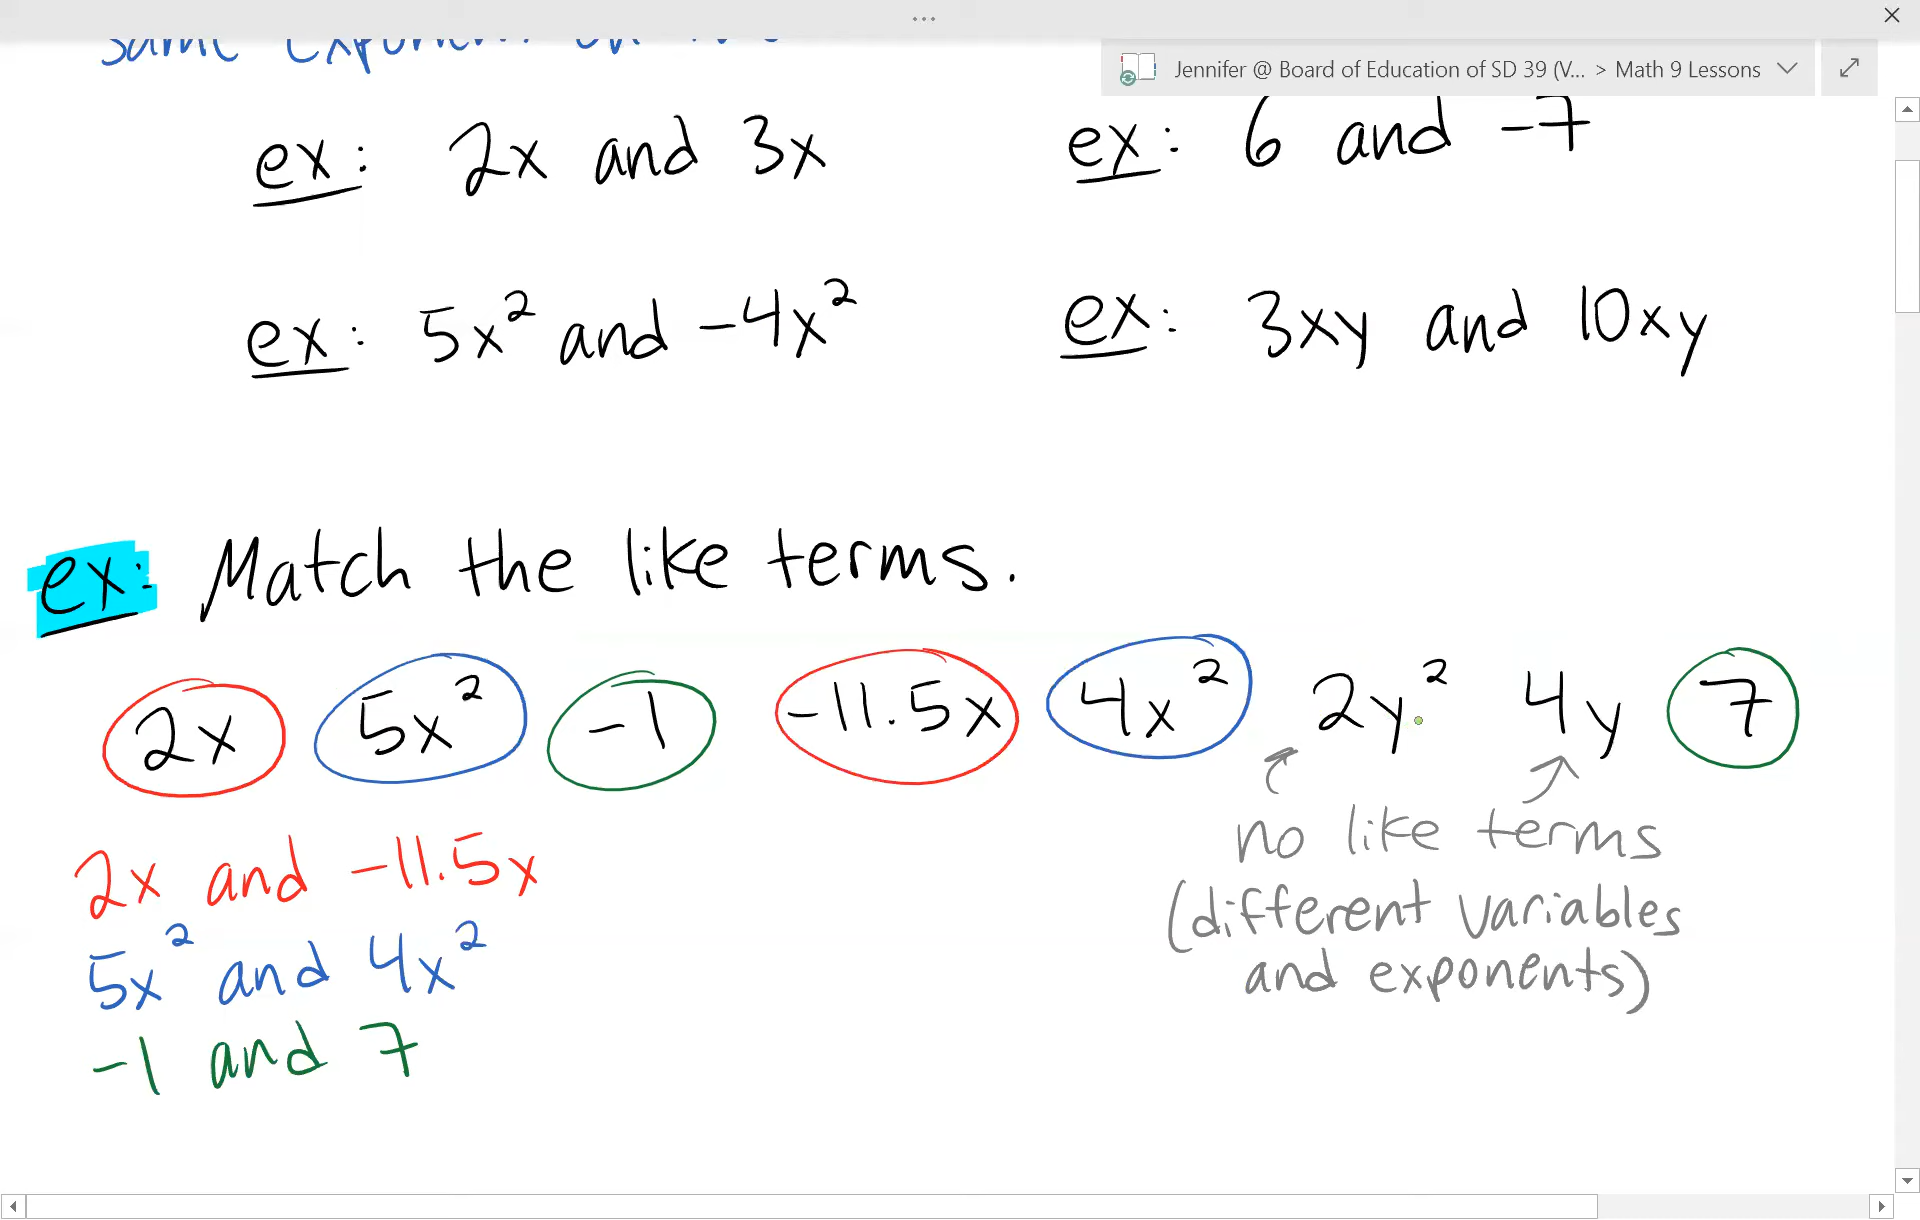 same exponent on
Jennifer @ Board of Education of SD 39 (V... > Math 9 Lessons
ex: 2x and 3x
ex: 6 and -7
ex: 5x² and -4x²
ex: 3xy and 10xy
ex: Match the like terms.
2x 5x² -1 -11.5x 4x² 2y² 4y 7
no like terms
(different variables
and exponents)
2x and -11.5x
5x² and 4x²
-1 and 7